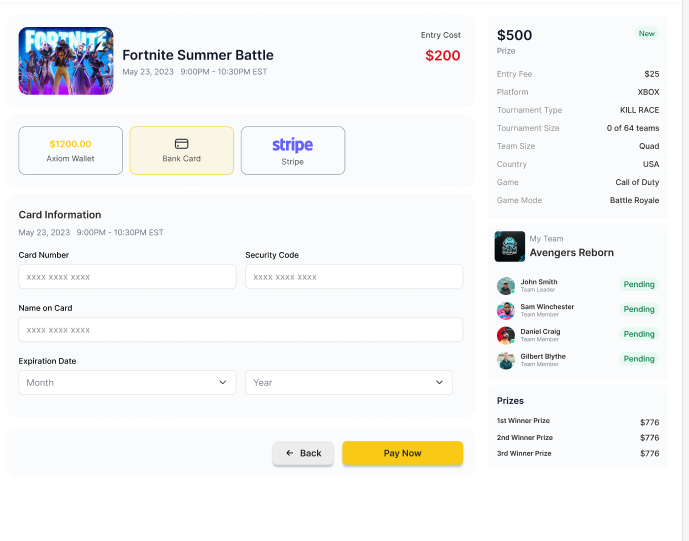 FORTNITE
Fortnite Summer Battle
May 23, 2023 9:00PM - 10:30PM EST
Entry Cost
$200
$1200.00
Axiom Wallet
Bank Card
stripe
Stripe
Card Information
May 23, 2023 9:00PM - 10:30PM EST
Card Number
Security Code
xxxx xxxx xxxx
xxxx xxxx xxxx
Name on Card
xxxx xxxx xxxx
Expiration Date
Month
Year
Back
Pay Now
$500
New
Prize
Entry Fee $25
Platform XBOX
Tournament Type KILL RACE
Tournament Size 0 of 64 teams
Team Size Quad
Country USA
Game Call of Duty
Game Mode Battle Royale
My Team
Avengers Reborn
John Smith
Team Leader
Pending
Sam Winchester
Team Member
Pending
Daniel Craig
Team Member
Pending
Gilbert Blythe
Team Member
Pending
Prizes
1st Winner Prize $776
2nd Winner Prize $776
3rd Winner Prize $776